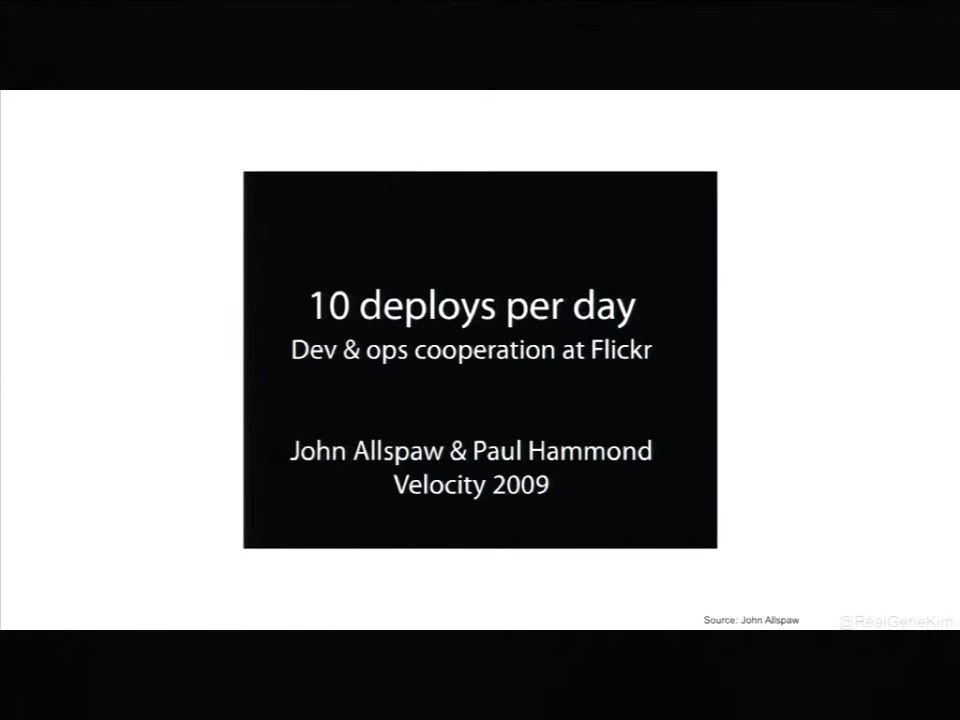 10 deploys per day
Dev & ops cooperation at Flickr
John Allspaw & Paul Hammond
Velocity 2009
Source: John Allspaw
@RealGeneKim